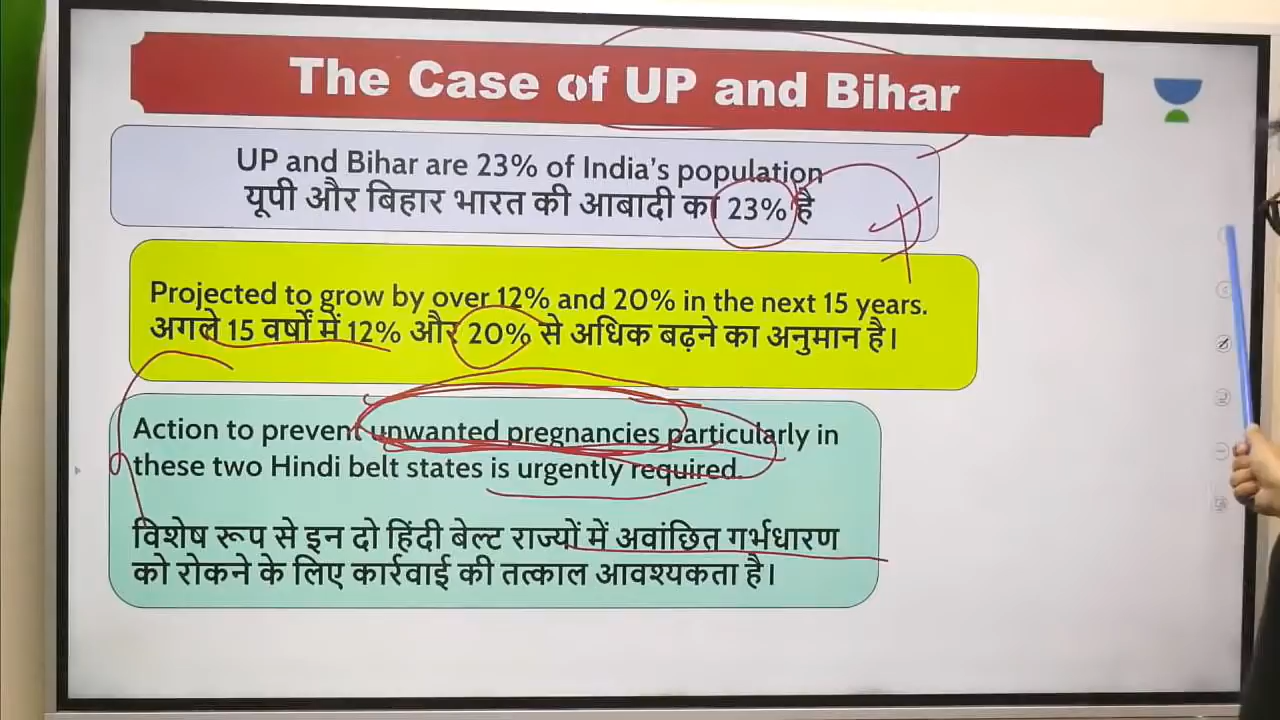 The Case of UP and Bihar
UP and Bihar are 23% of India's population
यूपी और बिहार भारत की आबादी का 23% है
Projected to grow by over 12% and 20% in the next 15 years.
अगले 15 वर्षों में 12% और 20% से अधिक बढ़ने का अनुमान है।
Action to prevent unwanted pregnancies particularly in
these two Hindi belt states is urgently required.
विशेष रूप से इन दो हिंदी बेल्ट राज्यों में अवांछित गर्भधारण
को रोकने के लिए कार्रवाई की तत्काल आवश्यकता है।